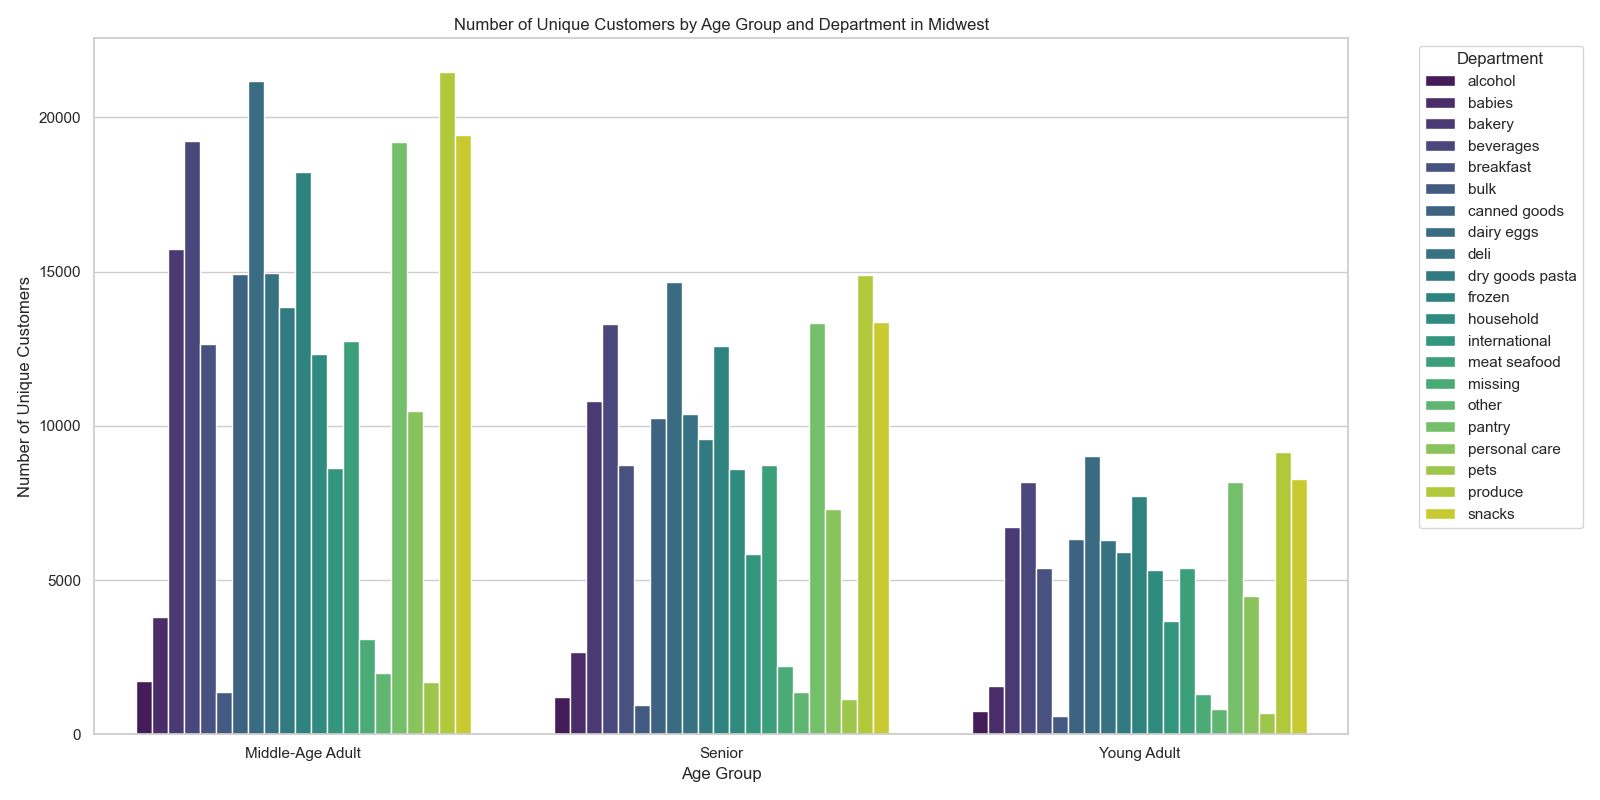 Number of Unique Customers by Age Group and Department in Midwest
Number of Unique Customers
20000
15000
10000
5000
0
Middle-Age Adult
Senior
Young Adult
Age Group
Department
alcohol
babies
bakery
beverages
breakfast
bulk
canned goods
dairy eggs
deli
dry goods pasta
frozen
household
international
meat seafood
missing
other
pantry
personal care
pets
produce
snacks